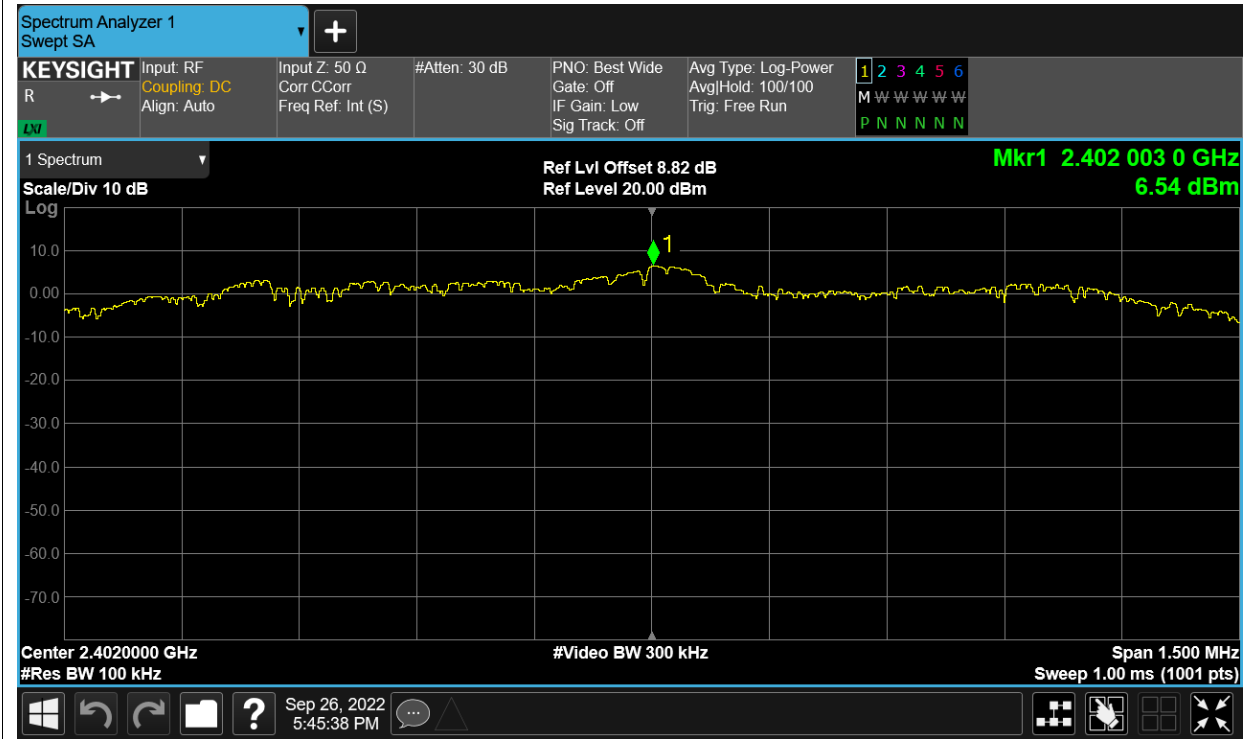 Spectrum Analyzer 1
Swept SA
▼
+
KEYSIGHT
R
LXI
Input: RF
Coupling: DC
Align: Auto
Input Z: 50 Ω
Corr CCorr
Freq Ref: Int (S)
#Atten: 30 dB
PNO: Best Wide
Gate: Off
IF Gain: Low
Sig Track: Off
Avg Type: Log-Power
Avg|Hold: 100/100
Trig: Free Run
1 2 3 4 5 6
M W W W W W
P N N N N N
1 Spectrum ▼
Scale/Div 10 dB
Ref Lvl Offset 8.82 dB
Ref Level 20.00 dBm
Mkr1 2.402 003 0 GHz
6.54 dBm
Log
1
10.0
0.00
-10.0
-20.0
-30.0
-40.0
-50.0
-60.0
-70.0
Center 2.4020000 GHz
#Res BW 100 kHz
#Video BW 300 kHz
Span 1.500 MHz
Sweep 1.00 ms (1001 pts)
?
Sep 26, 2022
5:45:38 PM